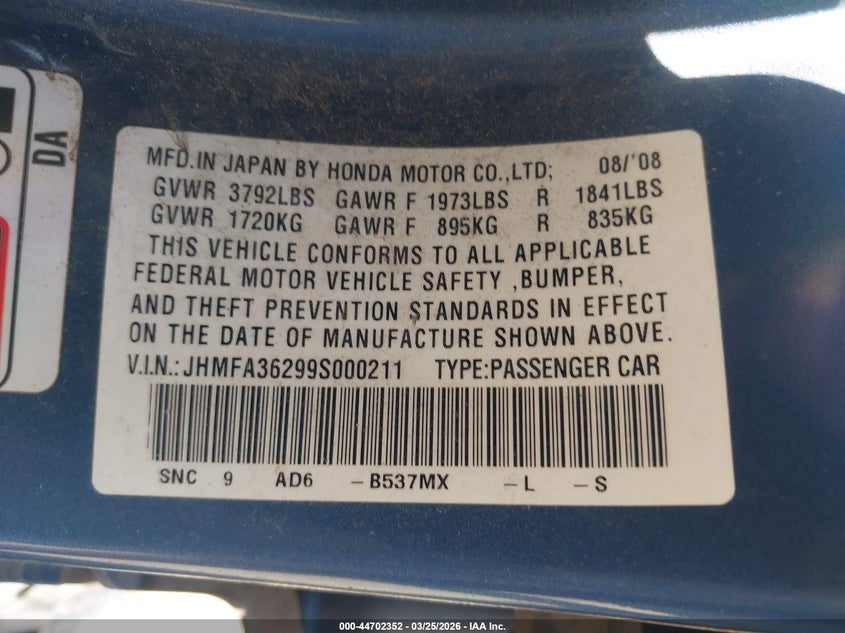 DA
MFD.IN JAPAN BY HONDA MOTOR CO.,LTD; 08/'08
GVWR 3792LBS GAWR F 1973LBS R 1841LBS
GVWR 1720KG GAWR F 895KG R 835KG
THIS VEHICLE CONFORMS TO ALL APPLICABLE
FEDERAL MOTOR VEHICLE SAFETY ,BUMPER,
AND THEFT PREVENTION STANDARDS IN EFFECT
ON THE DATE OF MANUFACTURE SHOWN ABOVE.
V.I.N.:JHMFA36299S000211 TYPE:PASSENGER CAR
SNC 9 AD6 -B537MX -L -S
000-44702352 | 03/25/2026 - IAA Inc.